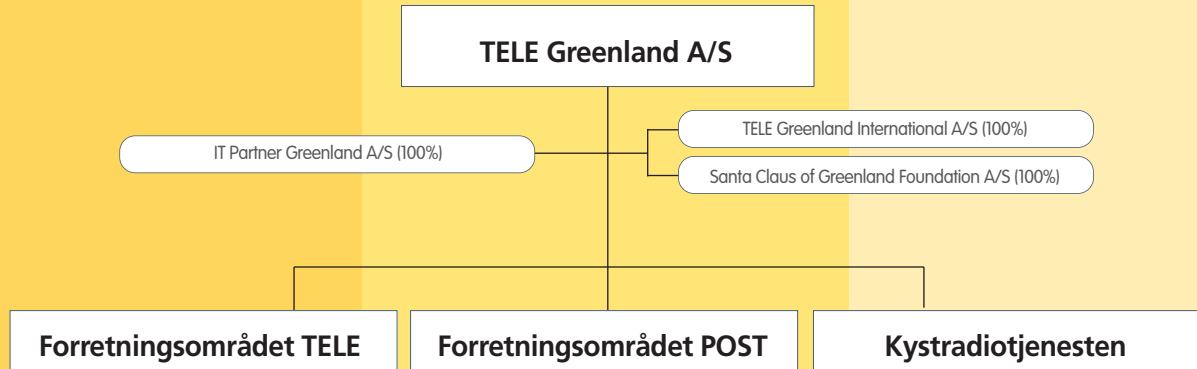 TELE Greenland A/S
IT Partner Greenland A/S (100%)
TELE Greenland International A/S (100%)
Santa Claus of Greenland Foundation A/S (100%)
Forretningsområdet TELE
Forretningsområdet POST
Kystradiotjenesten